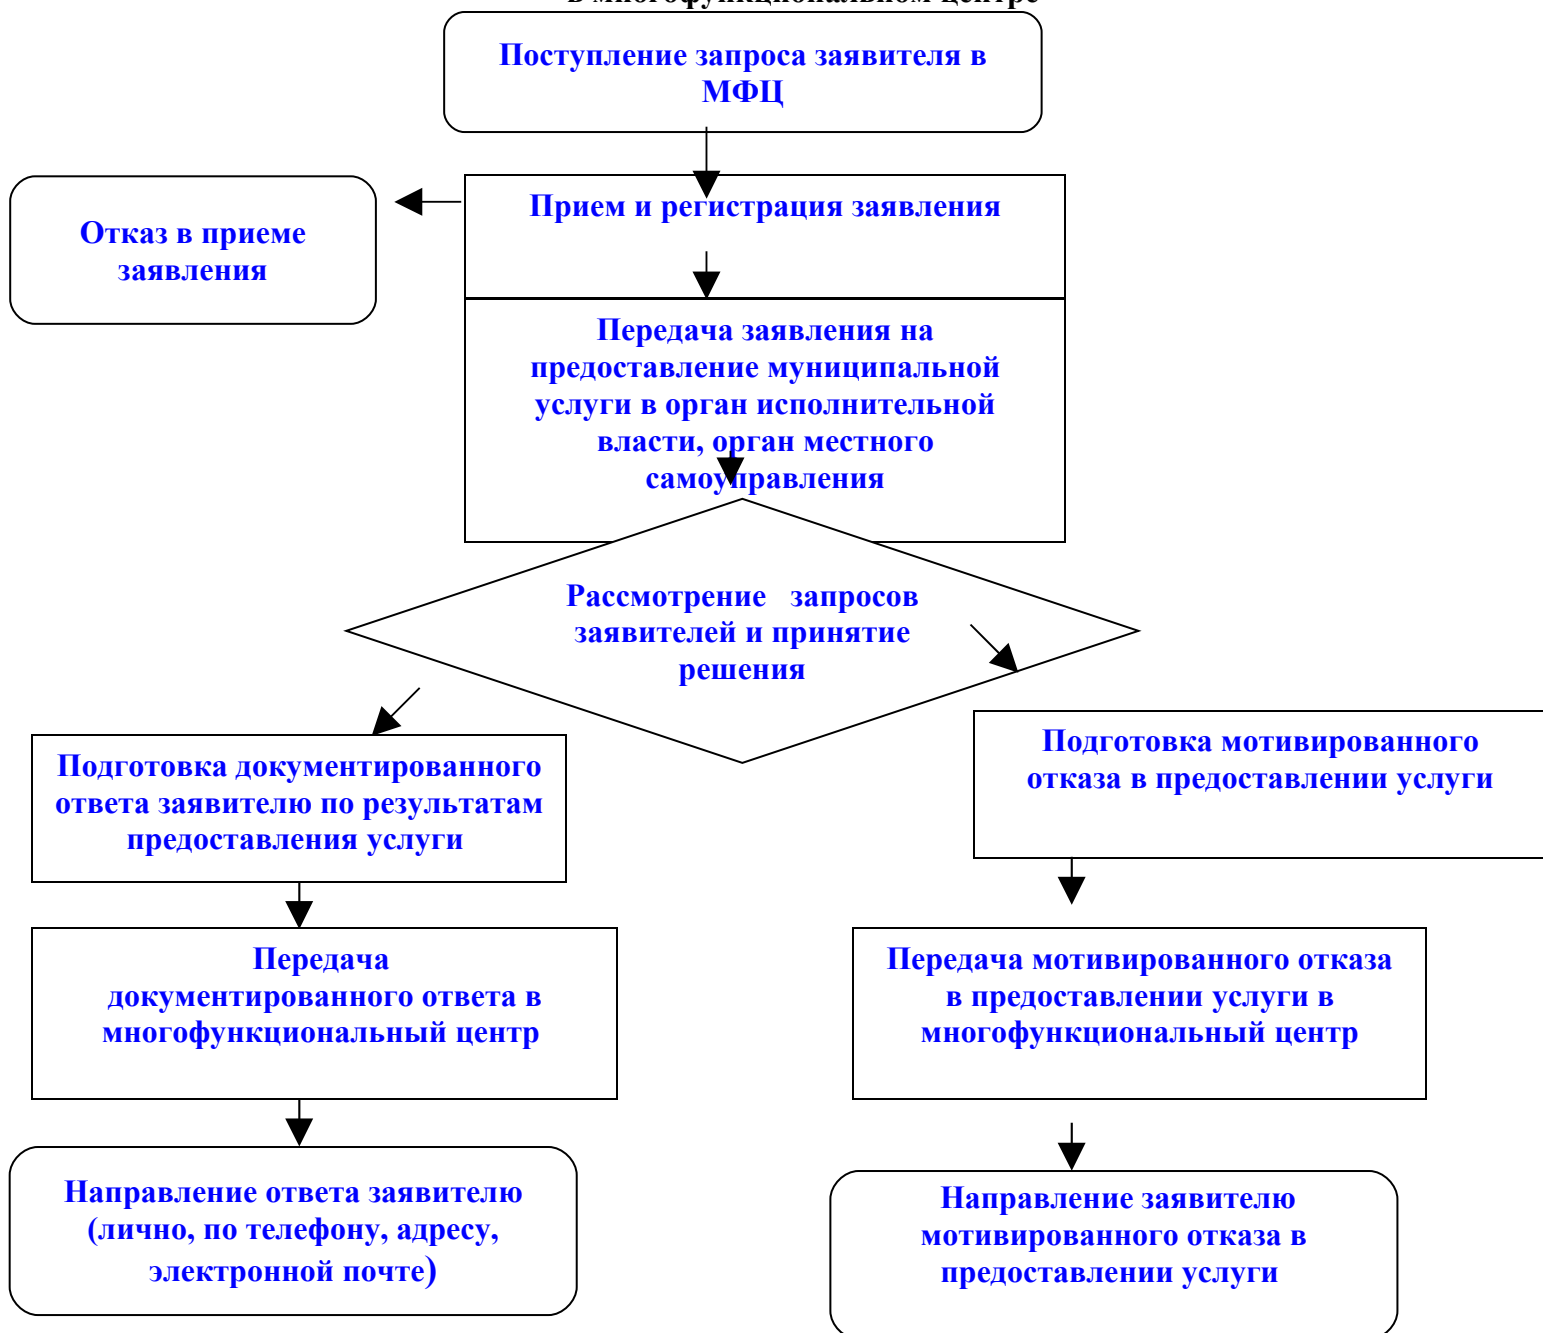 в многофункциональном центре
Поступление запроса заявителя в
МФЦ
Прием и регистрация заявления
Отказ в приеме
заявления
Передача заявления на
предоставление муниципальной
услуги в орган исполнительной
власти, орган местного
самоуправления
Рассмотрение запросов
заявителей и принятие
решения
Подготовка документированного
ответа заявителю по результатам
предоставления услуги
Подготовка мотивированного
отказа в предоставлении услуги
Передача
документированного ответа в
многофункциональный центр
Передача мотивированного отказа
в предоставлении услуги в
многофункциональный центр
Направление ответа заявителю
(лично, по телефону, адресу,
электронной почте)
Направление заявителю
мотивированного отказа в
предоставлении услуги